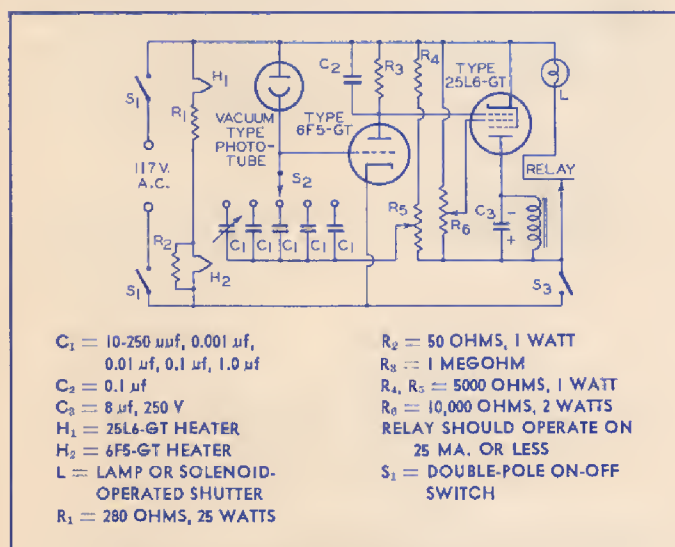 S₁
H₁
R₁
117 V.
A.C.
R₂
H₂
S₁
VACUUM
TYPE
PHOTO-
TUBE
S₂
C₁ C₁ C₁ C₁ C₁
C₂
R₃
R₄
TYPE
6F5-GT
TYPE
25L6-GT
R₅
R₆
C₃
−
+
L
RELAY
S₃
C₁ = 10-250 μμf, 0.001 μf,
0.01 μf, 0.1 μf, 1.0 μf
C₂ = 0.1 μf
C₃ = 8 μf, 250 V
H₁ = 25L6-GT HEATER
H₂ = 6F5-GT HEATER
L = LAMP OR SOLENOID-
OPERATED SHUTTER
R₁ = 280 OHMS, 25 WATTS
R₂ = 50 OHMS, 1 WATT
R₃ = 1 MEGOHM
R₄, R₅ = 5000 OHMS, 1 WATT
R₆ = 10,000 OHMS, 2 WATTS
RELAY SHOULD OPERATE ON
25 MA. OR LESS
S₁ = DOUBLE-POLE ON-OFF
SWITCH